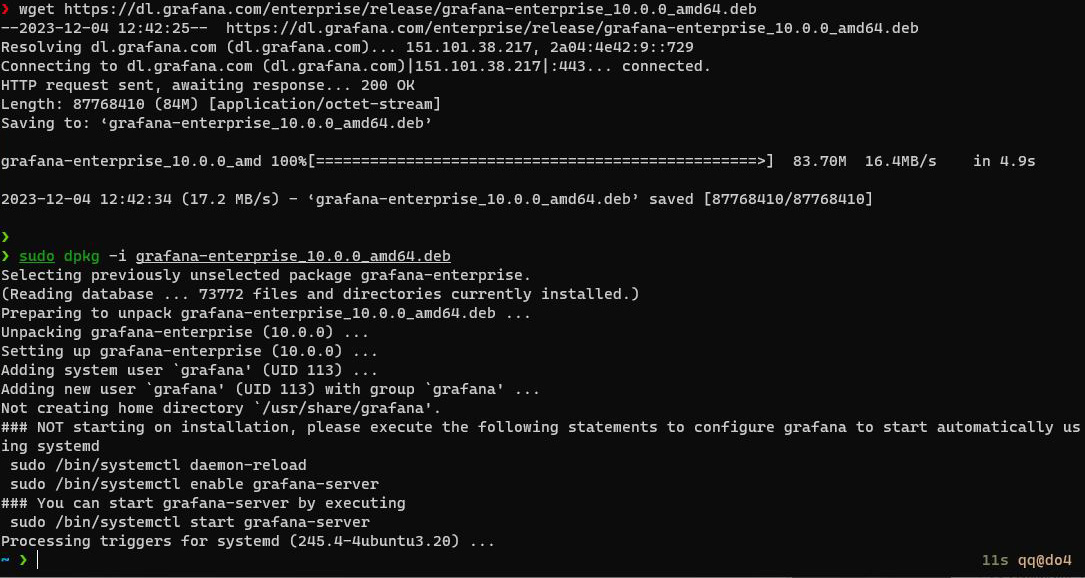 ❯ wget https://dl.grafana.com/enterprise/release/grafana-enterprise_10.0.0_amd64.deb
--2023-12-04 12:42:25--  https://dl.grafana.com/enterprise/release/grafana-enterprise_10.0.0_amd64.deb
Resolving dl.grafana.com (dl.grafana.com)... 151.101.38.217, 2a04:4e42:9::729
Connecting to dl.grafana.com (dl.grafana.com)|151.101.38.217|:443... connected.
HTTP request sent, awaiting response... 200 OK
Length: 87768410 (84M) [application/octet-stream]
Saving to: ‘grafana-enterprise_10.0.0_amd64.deb’
grafana-enterprise_10.0.0_amd 100%[=================================================>]  83.70M  16.4MB/s    in 4.9s
2023-12-04 12:42:34 (17.2 MB/s) - ‘grafana-enterprise_10.0.0_amd64.deb’ saved [87768410/87768410]
❯
❯ sudo dpkg -i grafana-enterprise_10.0.0_amd64.deb
Selecting previously unselected package grafana-enterprise.
(Reading database ... 73772 files and directories currently installed.)
Preparing to unpack grafana-enterprise_10.0.0_amd64.deb ...
Unpacking grafana-enterprise (10.0.0) ...
Setting up grafana-enterprise (10.0.0) ...
Adding system user `grafana' (UID 113) ...
Adding new user `grafana' (UID 113) with group `grafana' ...
Not creating home directory `/usr/share/grafana'.
### NOT starting on installation, please execute the following statements to configure grafana to start automatically us
ing systemd
 sudo /bin/systemctl daemon-reload
 sudo /bin/systemctl enable grafana-server
### You can start grafana-server by executing
 sudo /bin/systemctl start grafana-server
Processing triggers for systemd (245.4-4ubuntu3.20) ...
~ ❯ 11s qq@do4